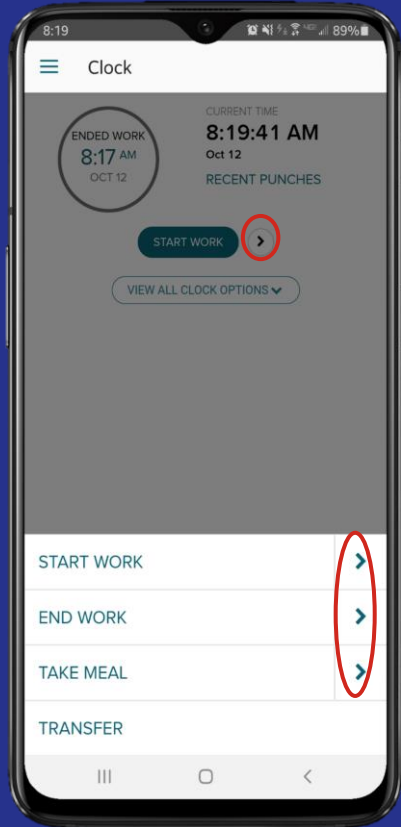 8:19
89%
Clock
ENDED WORK
8:17 AM
OCT 12
CURRENT TIME
8:19:41 AM
Oct 12
RECENT PUNCHES
START WORK
VIEW ALL CLOCK OPTIONS
START WORK
END WORK
TAKE MEAL
TRANSFER